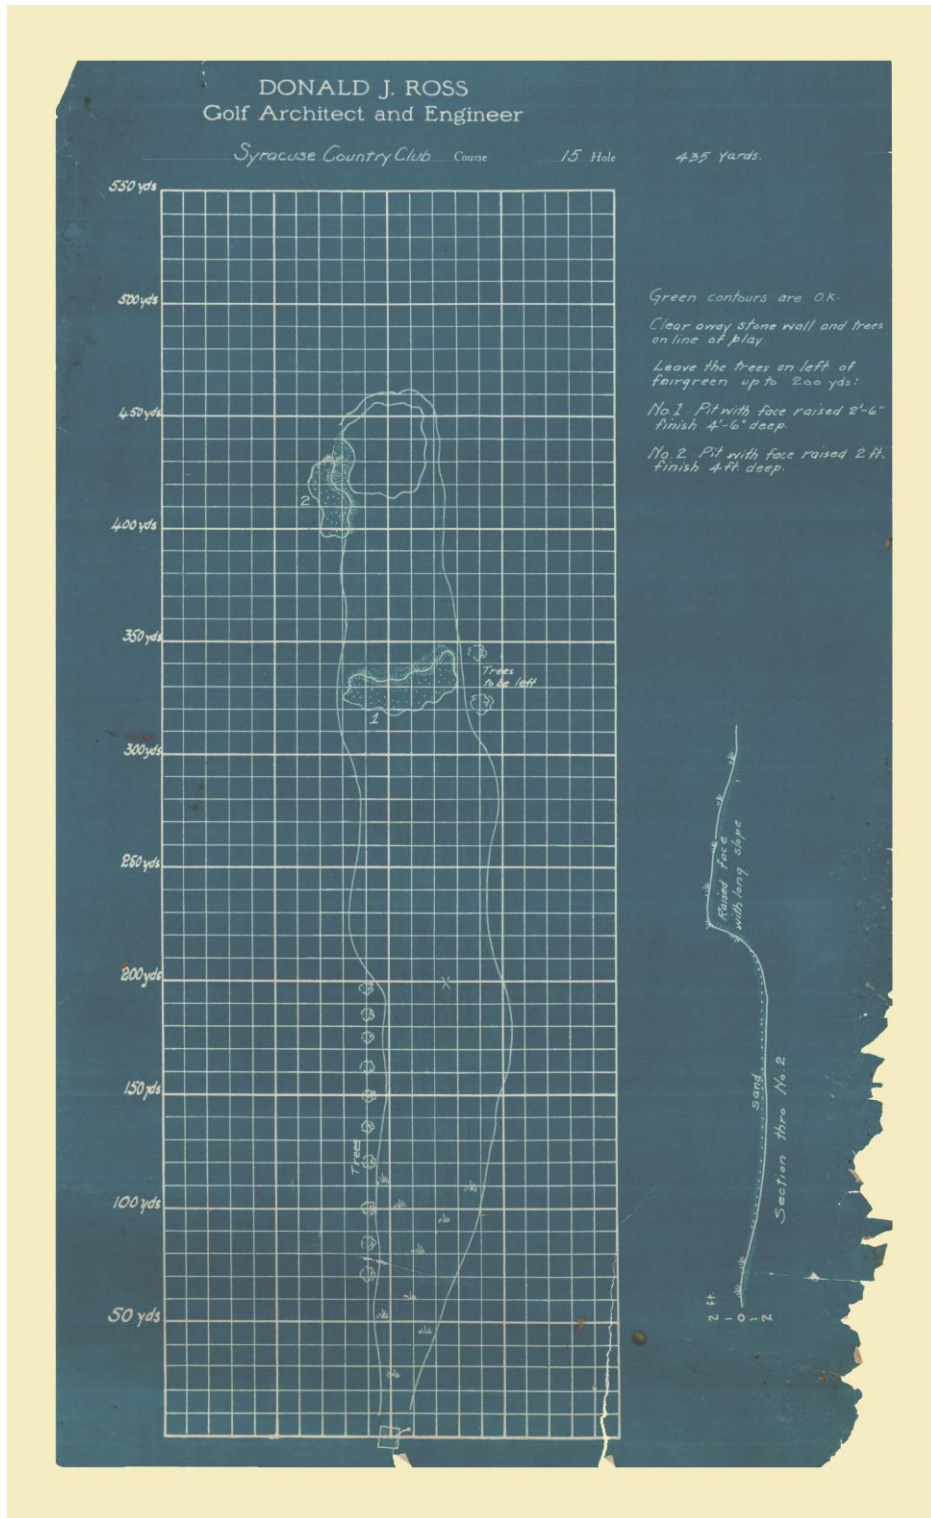 DONALD J. ROSS
Golf Architect and Engineer
Syracuse Country Club Course 15 Hole 435 Yards.
550 yds
500 yds
450 yds
400 yds
350 yds
300 yds
250 yds
200 yds
150 yds
100 yds
50 yds
Green contours are O.K.
Clear away stone wall and trees
on line of play.
Leave the trees on left of
fairgreen up to 200 yds:
No.1 Pit with face raised 2'-6"
finish 4'-6" deep.
No.2 Pit with face raised 2 ft.
finish 4 ft deep.
2
Trees
to be left
1
X
Trees
Raised face
with long slope
sand
Section thro No. 2
2 ft.
1
0
1
2